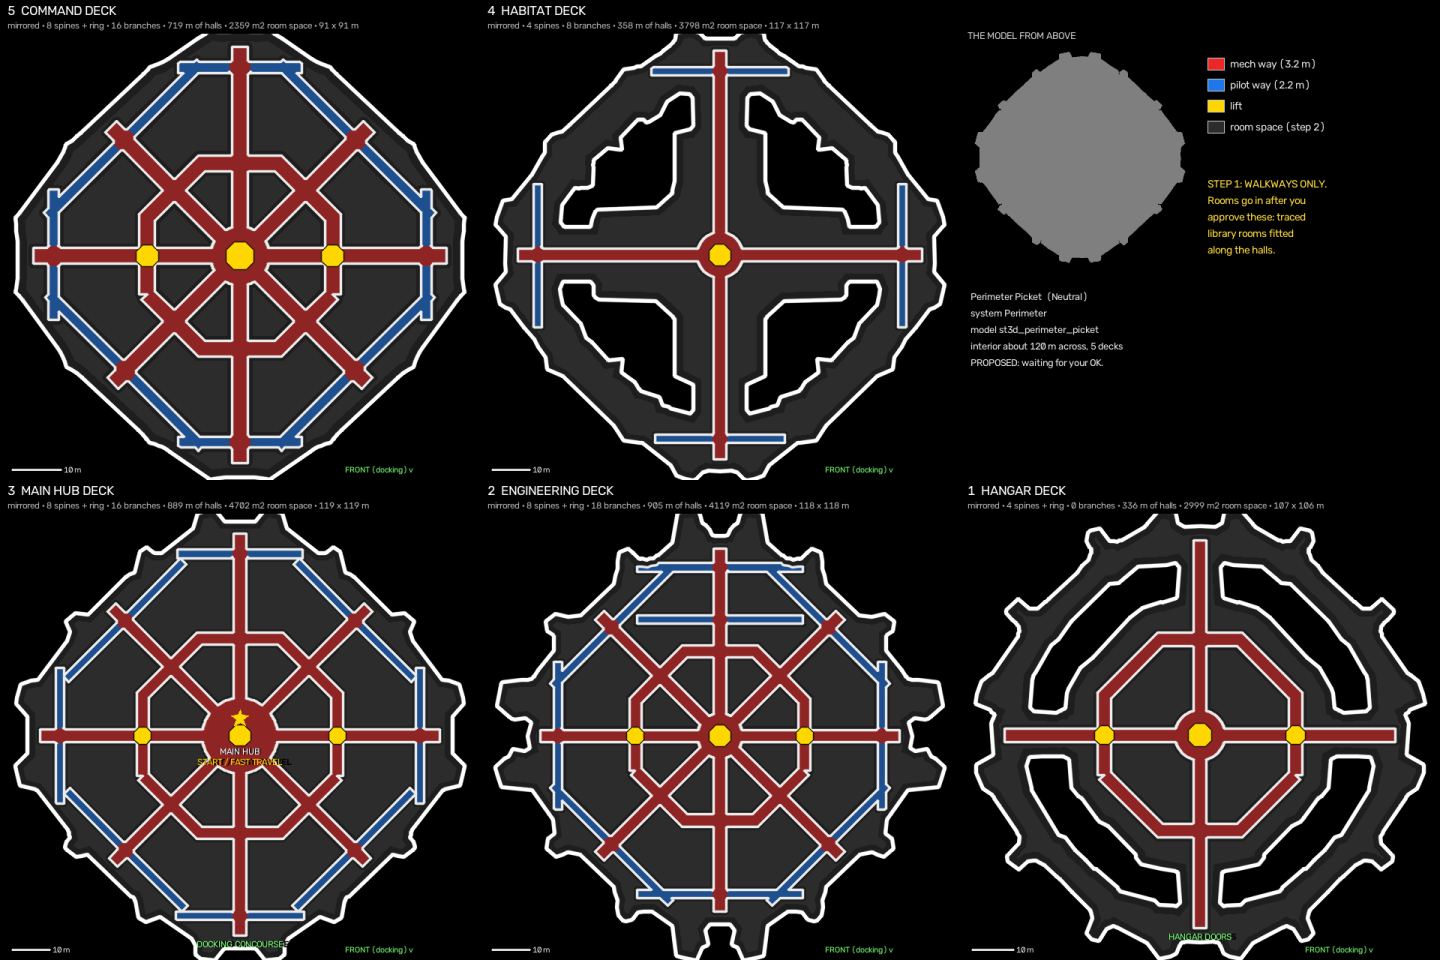 5 COMMAND DECK
mirrored • 8 spines + ring • 16 branches • 719 m of halls • 2359 m2 room space • 91 x 91 m
10 m
FRONT (docking) v
4 HABITAT DECK
mirrored • 4 spines • 8 branches • 358 m of halls • 3798 m2 room space • 117 x 117 m
10 m
FRONT (docking) v
THE MODEL FROM ABOVE
mech way (3.2 m)
pilot way (2.2 m)
lift
room space (step 2)
STEP 1: WALKWAYS ONLY.
Rooms go in after you
approve these: traced
library rooms fitted
along the halls.
Perimeter Picket (Neutral)
system Perimeter
model st3d_perimeter_picket
interior about 120 m across, 5 decks
PROPOSED: waiting for your OK.
3 MAIN HUB DECK
mirrored • 8 spines + ring • 16 branches • 889 m of halls • 4702 m2 room space • 119 x 119 m
MAIN HUB
START / FAST TRAVEL
DOCKING CONCOURSE
10 m
FRONT (docking) v
2 ENGINEERING DECK
mirrored • 8 spines + ring • 18 branches • 905 m of halls • 4119 m2 room space • 118 x 118 m
10 m
FRONT (docking) v
1 HANGAR DECK
mirrored • 4 spines + ring • 0 branches • 336 m of halls • 2999 m2 room space • 107 x 106 m
HANGAR DOORS
10 m
FRONT (docking) v